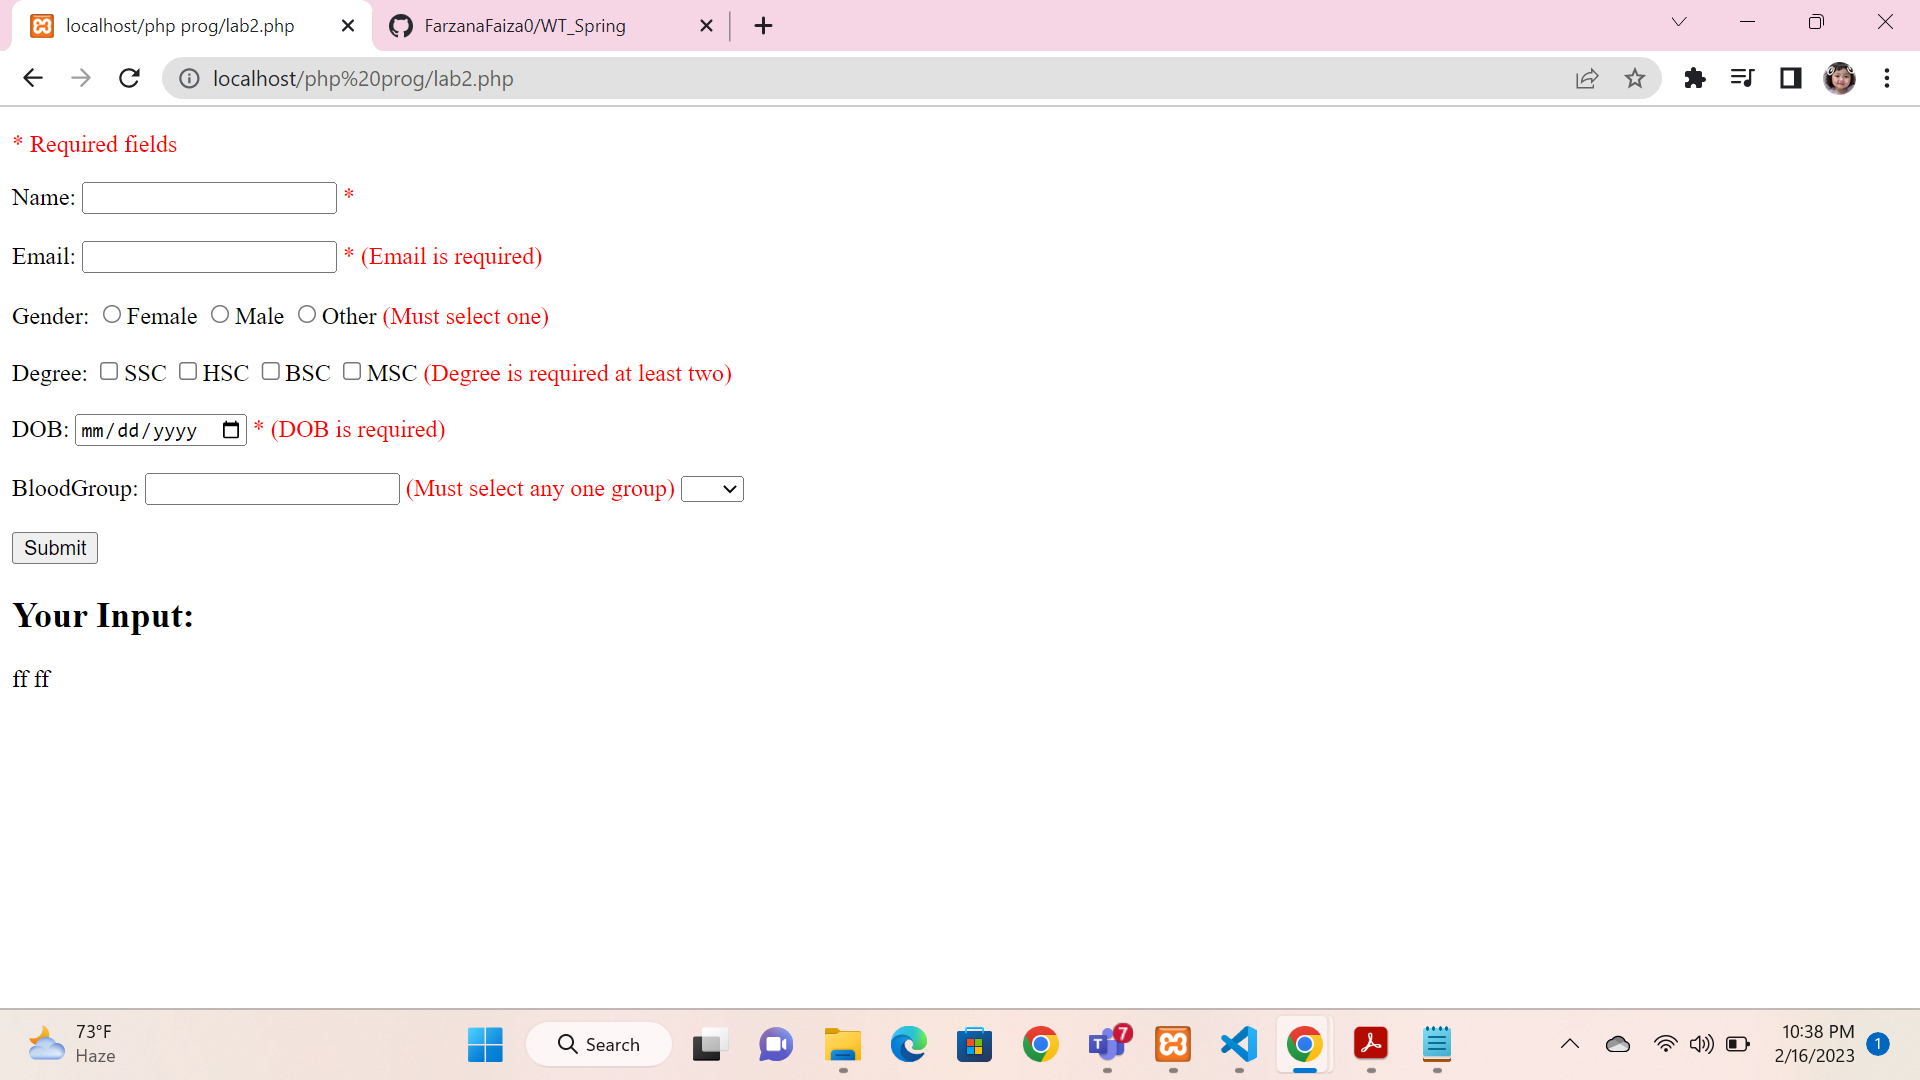 localhost/php prog/lab2.php
FarzanaFaiza0/WT_Spring
localhost/php%20prog/lab2.php
* Required fields
Name: *
Email: * (Email is required)
Gender: Female Male Other (Must select one)
Degree: SSC HSC BSC MSC (Degree is required at least two)
DOB: mm/dd/yyyy * (DOB is required)
BloodGroup: (Must select any one group)
Submit
Your Input:
ff ff
73°F
Haze
Search
T
7
10:38 PM
2/16/2023
1